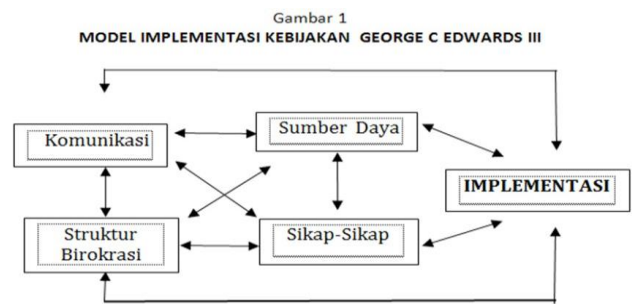 Gambar 1
MODEL IMPLEMENTASI KEBIJAKAN GEORGE C EDWARDS III
Komunikasi
Sumber Daya
IMPLEMENTASI
Struktur
Birokrasi
Sikap-Sikap